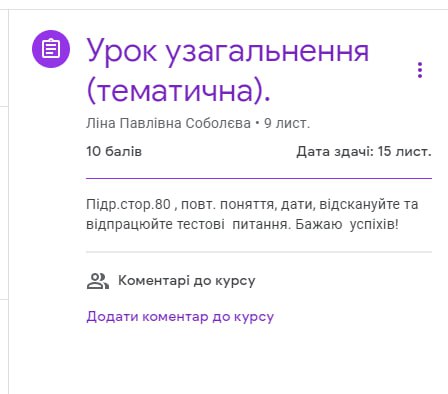 Урок узагальнення
(тематична).
Ліна Павлівна Соболєва • 9 лист.
10 балів
Дата здачі: 15 лист.
Підр.стор.80 , повт. поняття, дати, відскануйте та
відпрацюйте тестові питання. Бажаю успіхів!
Коментарі до курсу
Додати коментар до курсу